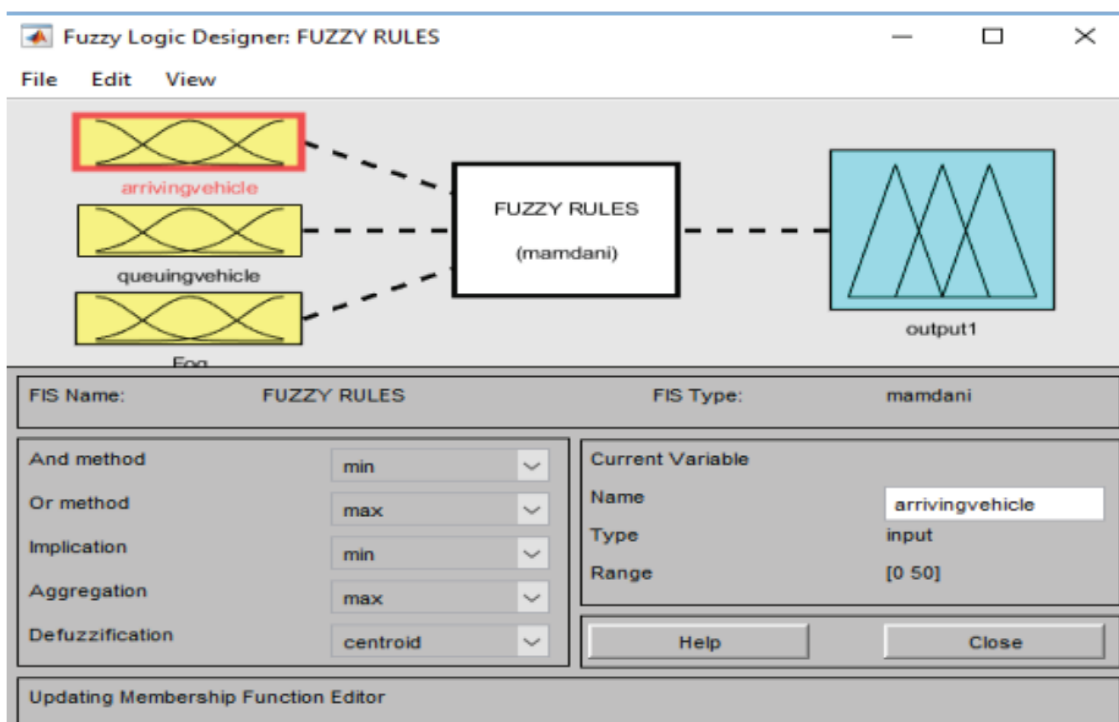 Fuzzy Logic Designer: FUZZY RULES
File Edit View
arrivingvehicle
queuingvehicle
Fog
FUZZY RULES
(mamdani)
output1
FIS Name: FUZZY RULES FIS Type: mamdani
And method min
Or method max
Implication min
Aggregation max
Defuzzification centroid
Current Variable
Name arrivingvehicle
Type input
Range [0 50]
Help Close
Updating Membership Function Editor